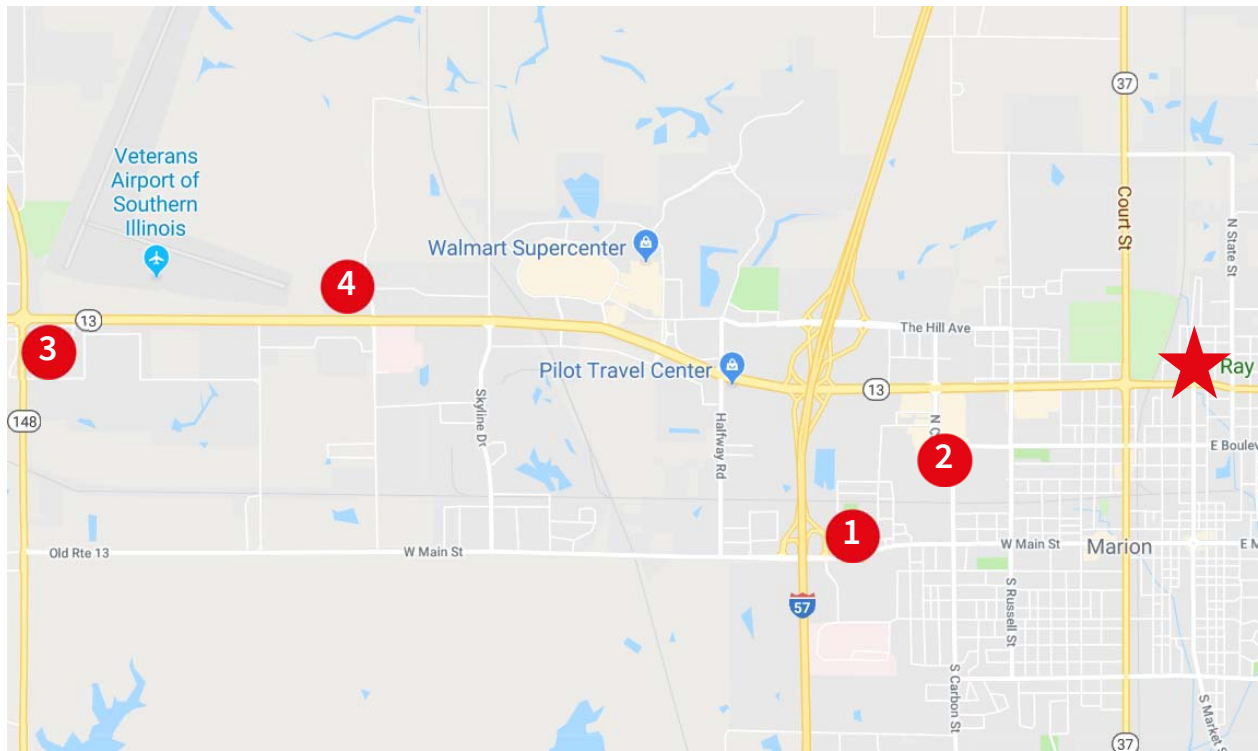 37
Veterans
Airport of
Southern
Illinois
Court St
N State St
Walmart Supercenter
4
13
The Hill Ave
3
Pilot Travel Center
Ray
13
148
Skyline Dr
Halfway Rd
N C
E Boulev
2
1
Old Rte 13
W Main St
W Main St
Marion
E M
57
S Russell St
S Carbon St
S Market S
37